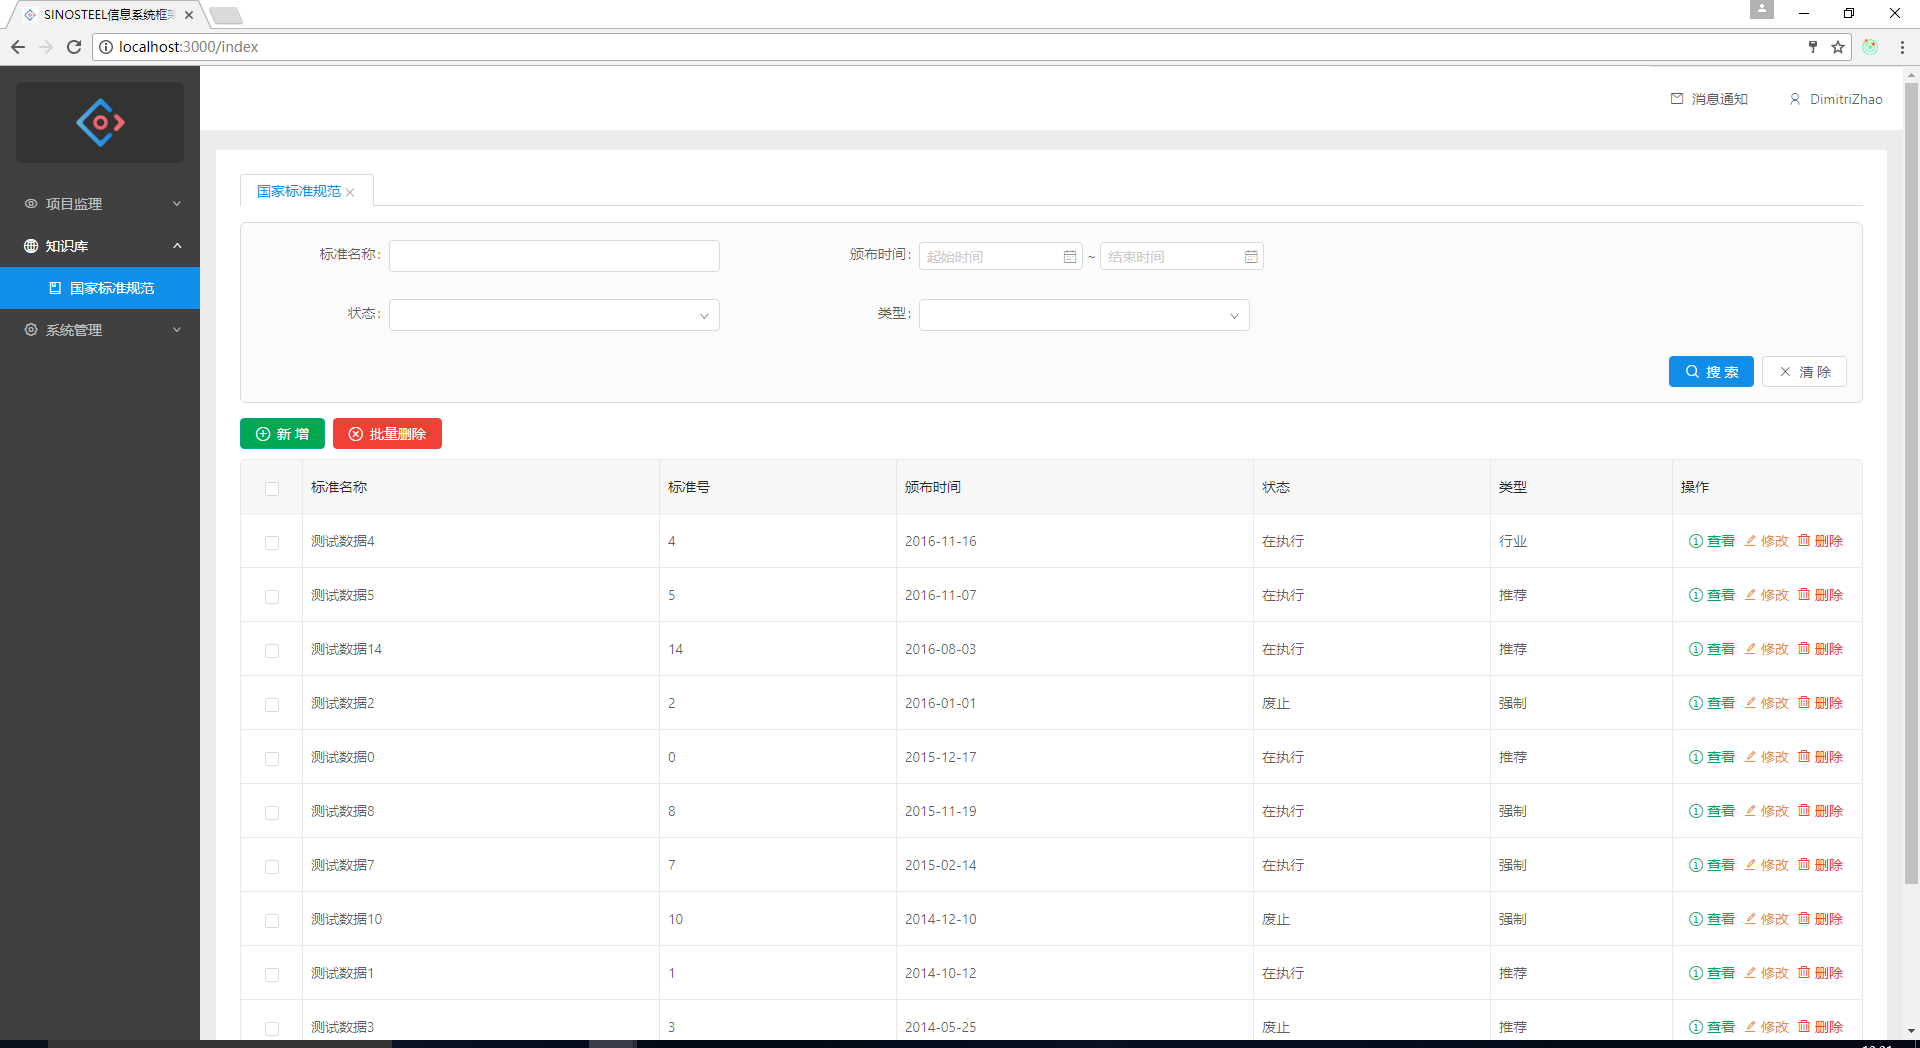 SINOSTEEL信息系统框架
localhost:3000/index
消息通知 DimitriZhao
项目监理
知识库
国家标准规范
系统管理
国家标准规范
标准名称: 颁布时间: 起始时间 ~ 结束时间
状态: 类型:
搜 索 清 除
新 增 批量删除
标准名称 标准号 颁布时间 状态 类型 操作
测试数据4 4 2016-11-16 在执行 行业 查看 修改 删除
测试数据5 5 2016-11-07 在执行 推荐 查看 修改 删除
测试数据14 14 2016-08-03 在执行 推荐 查看 修改 删除
测试数据2 2 2016-01-01 废止 强制 查看 修改 删除
测试数据0 0 2015-12-17 在执行 推荐 查看 修改 删除
测试数据8 8 2015-11-19 在执行 强制 查看 修改 删除
测试数据7 7 2015-02-14 在执行 强制 查看 修改 删除
测试数据10 10 2014-12-10 废止 强制 查看 修改 删除
测试数据1 1 2014-10-12 在执行 推荐 查看 修改 删除
测试数据3 3 2014-05-25 废止 推荐 查看 修改 删除